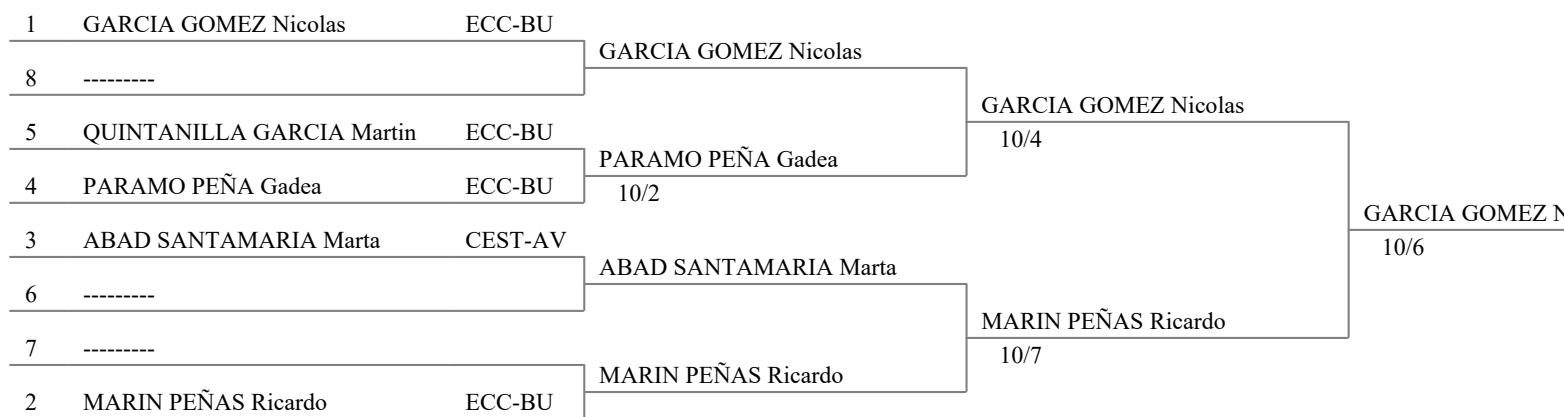 1 GARCIA GOMEZ Nicolas ECC-BU
GARCIA GOMEZ Nicolas
8 ---------
GARCIA GOMEZ Nicolas
10/4
5 QUINTANILLA GARCIA Martin ECC-BU
PARAMO PEÑA Gadea
10/2
4 PARAMO PEÑA Gadea ECC-BU
GARCIA GOMEZ N
10/6
3 ABAD SANTAMARIA Marta CEST-AV
ABAD SANTAMARIA Marta
6 ---------
MARIN PEÑAS Ricardo
10/7
7 ---------
MARIN PEÑAS Ricardo
2 MARIN PEÑAS Ricardo ECC-BU